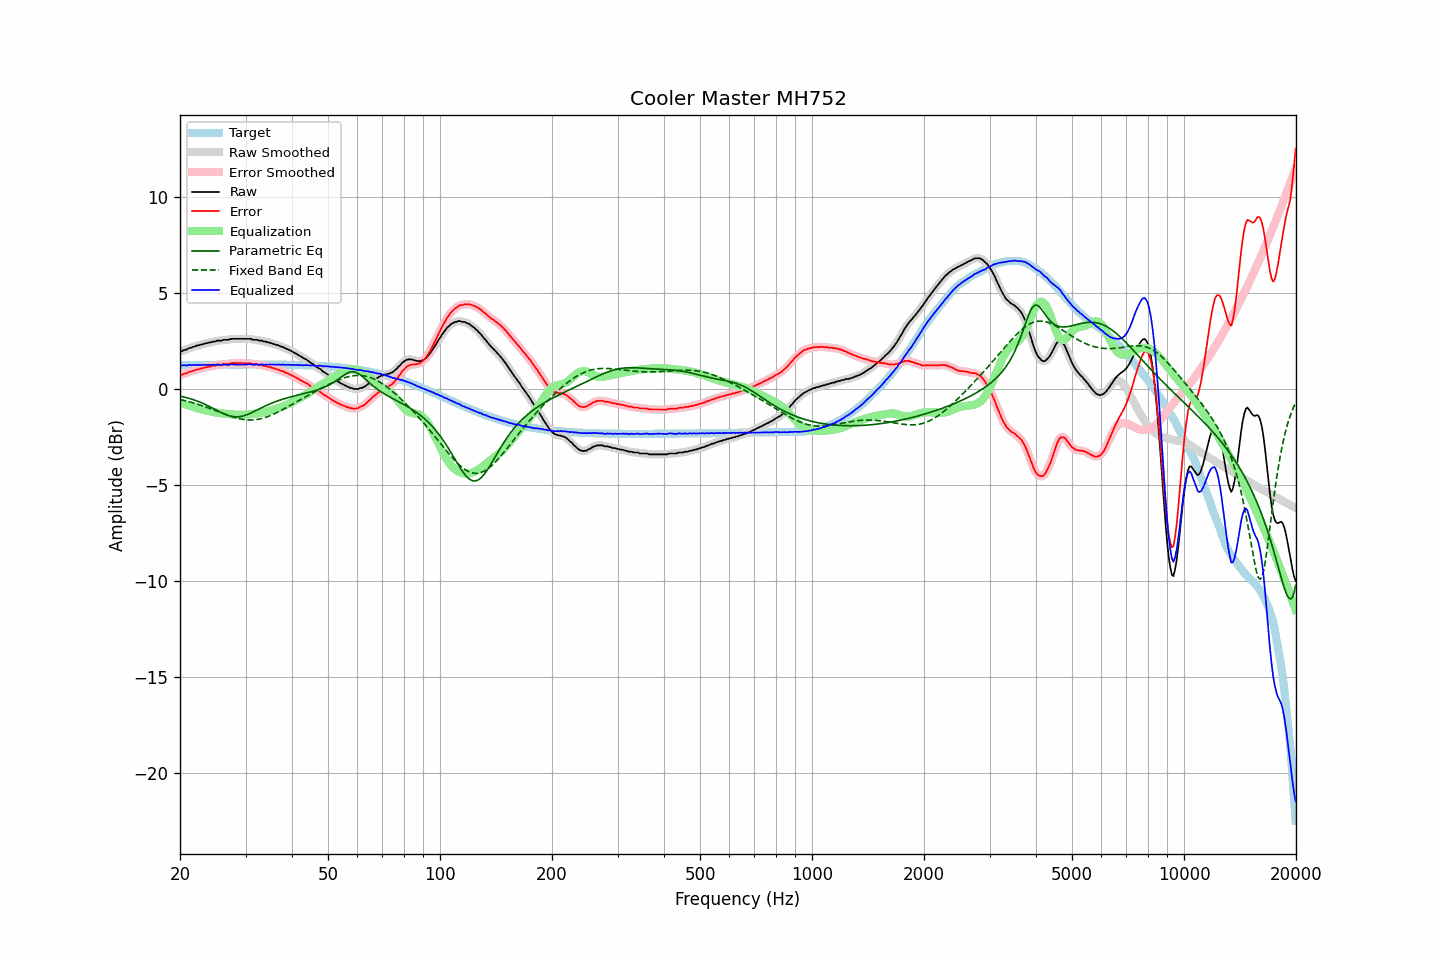 Cooler Master MH752
Target
Raw Smoothed
Error Smoothed
Raw
Error
Equalization
Parametric Eq
Fixed Band Eq
Equalized
Amplitude (dBr)
10
5
0
−5
−10
−15
−20
20 50 100 200 500 1000 2000 5000 10000 20000
Frequency (Hz)